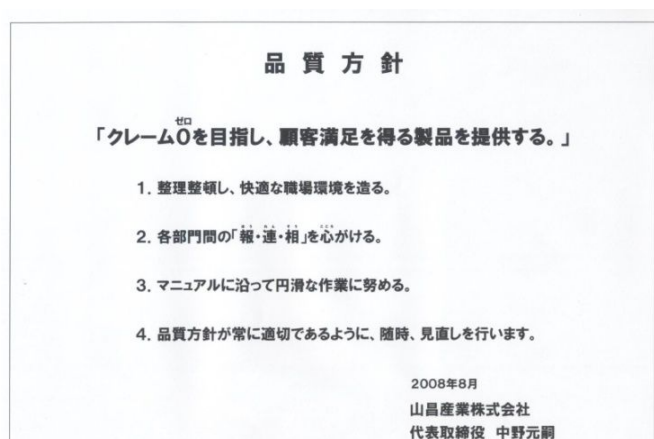 品質方針
「クレーム0を目指し、顧客満足を得る製品を提供する。」
1. 整理整頓し、快適な職場環境を造る。
2. 各部門間の「報・連・相」を心がける。
3. マニュアルに沿って円滑な作業に努める。
4. 品質方針が常に適切であるように、随時、見直しを行います。
2008年8月
山昌産業株式会社
代表取締役 中野元嗣